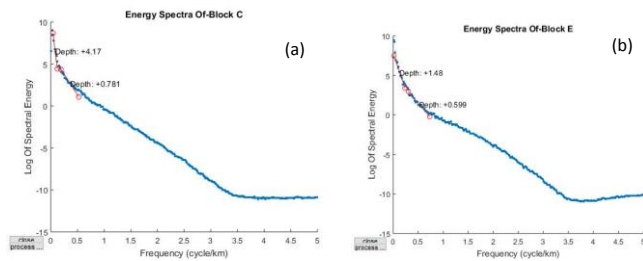 Energy Spectra Of-Block C
(a)
Log Of Spectral Energy
10
5
0
-5
-10
-15
Depth: +4.17
Depth: +0.781
0 0.5 1 1.5 2 2.5 3 3.5 4 4.5 5
Frequency (cycle/km)
close
process ...
Energy Spectra Of-Block E
(b)
Log Of Spectral Energy
10
5
0
-5
-10
-15
Depth: +1.48
Depth: +0.599
0 0.5 1 1.5 2 2.5 3 3.5 4 4.5 5
Frequency (cycle/km)
close
process ...